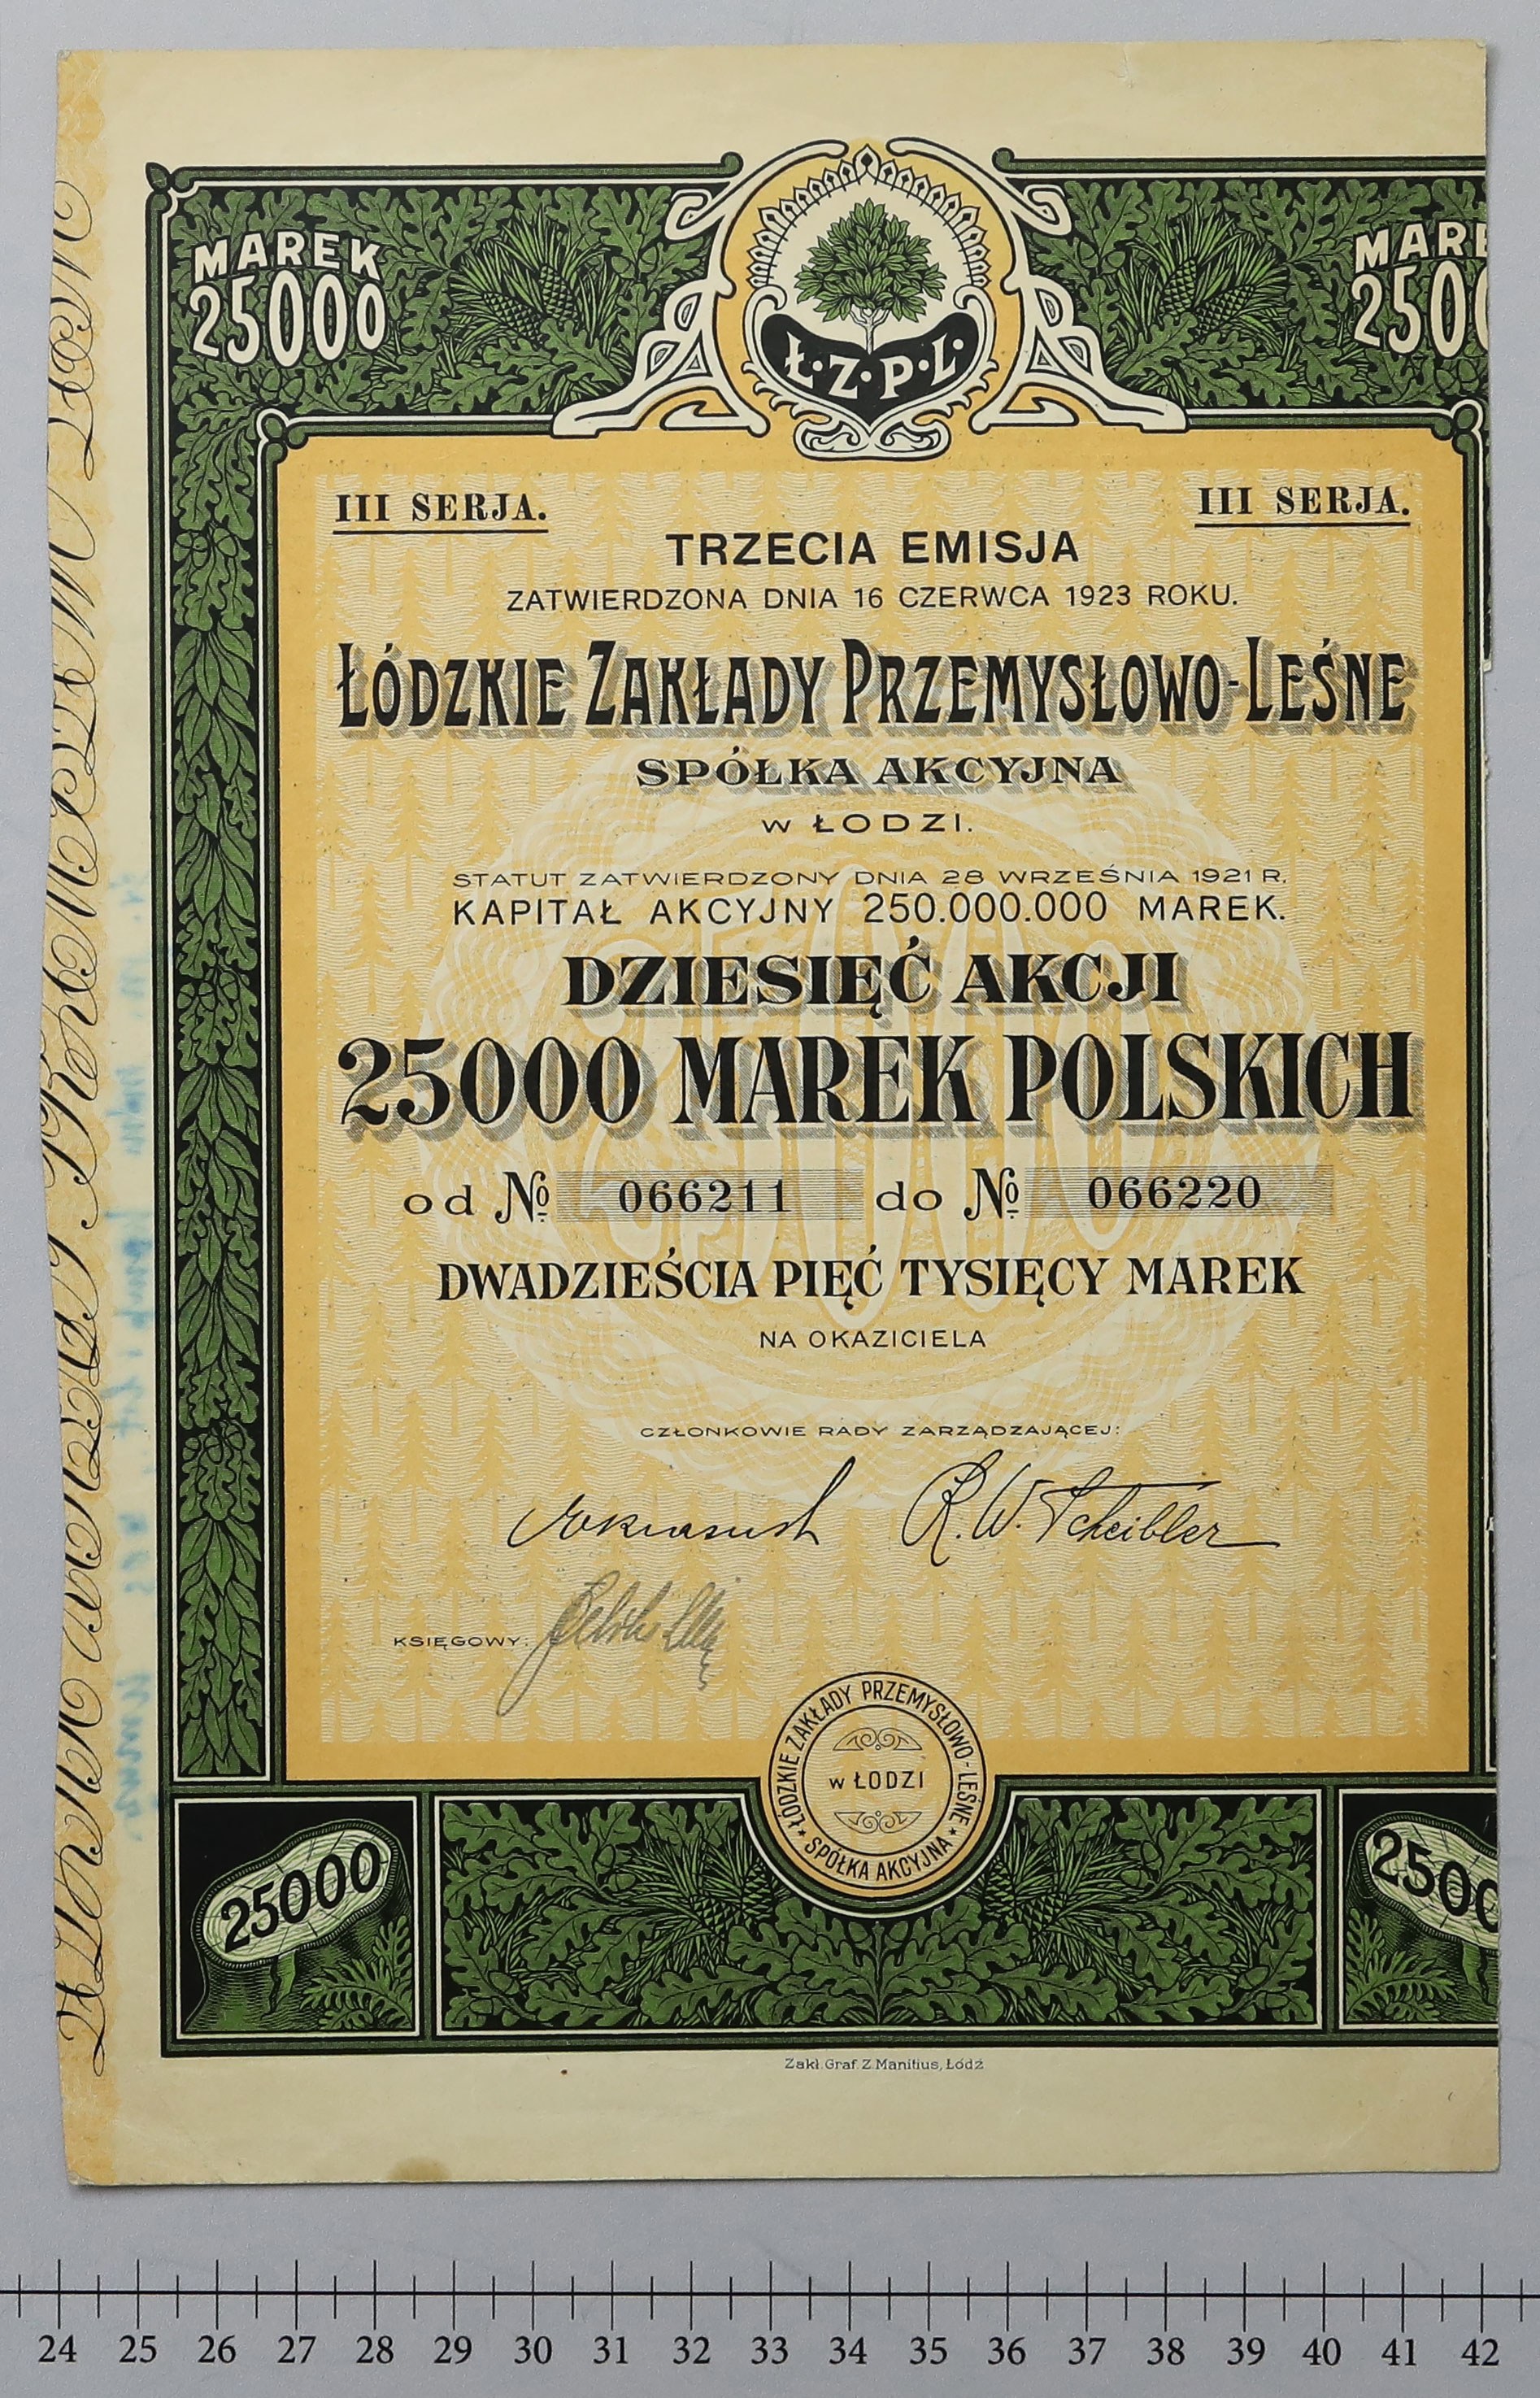 MAREK
25000
MARE
2500
Ł·Z·P·L·
III SERJA.
III SERJA.
TRZECIA EMISJA
ZATWIERDZONA DNIA 16 CZERWCA 1923 ROKU.
ŁÓDZKIE ZAKŁADY PRZEMYSŁOWO-LEŚNE
SPÓŁKA AKCYJNA
w ŁODZI.
STATUT ZATWIERDZONY DNIA 28 WRZEŚNIA 1921 R.
KAPITAŁ AKCYJNY 250.000.000 MAREK.
DZIESIĘĆ AKCJI
25000 MAREK POLSKICH
od № 066211 do № 066220
DWADZIEŚCIA PIĘĆ TYSIĘCY MAREK
NA OKAZICIELA
CZŁONKOWIE RADY ZARZĄDZAJĄCEJ:
R. W. Scheibler
KSIĘGOWY:
ŁÓDZKIE ZAKŁADY PRZEMYSŁOWO-LEŚNE
w ŁODZI
* SPÓŁKA AKCYJNA *
25000
2500
Zakł. Graf. Z. Manitius, Łódź
24 25 26 27 28 29 30 31 32 33 34 35 36 37 38 39 40 41 42